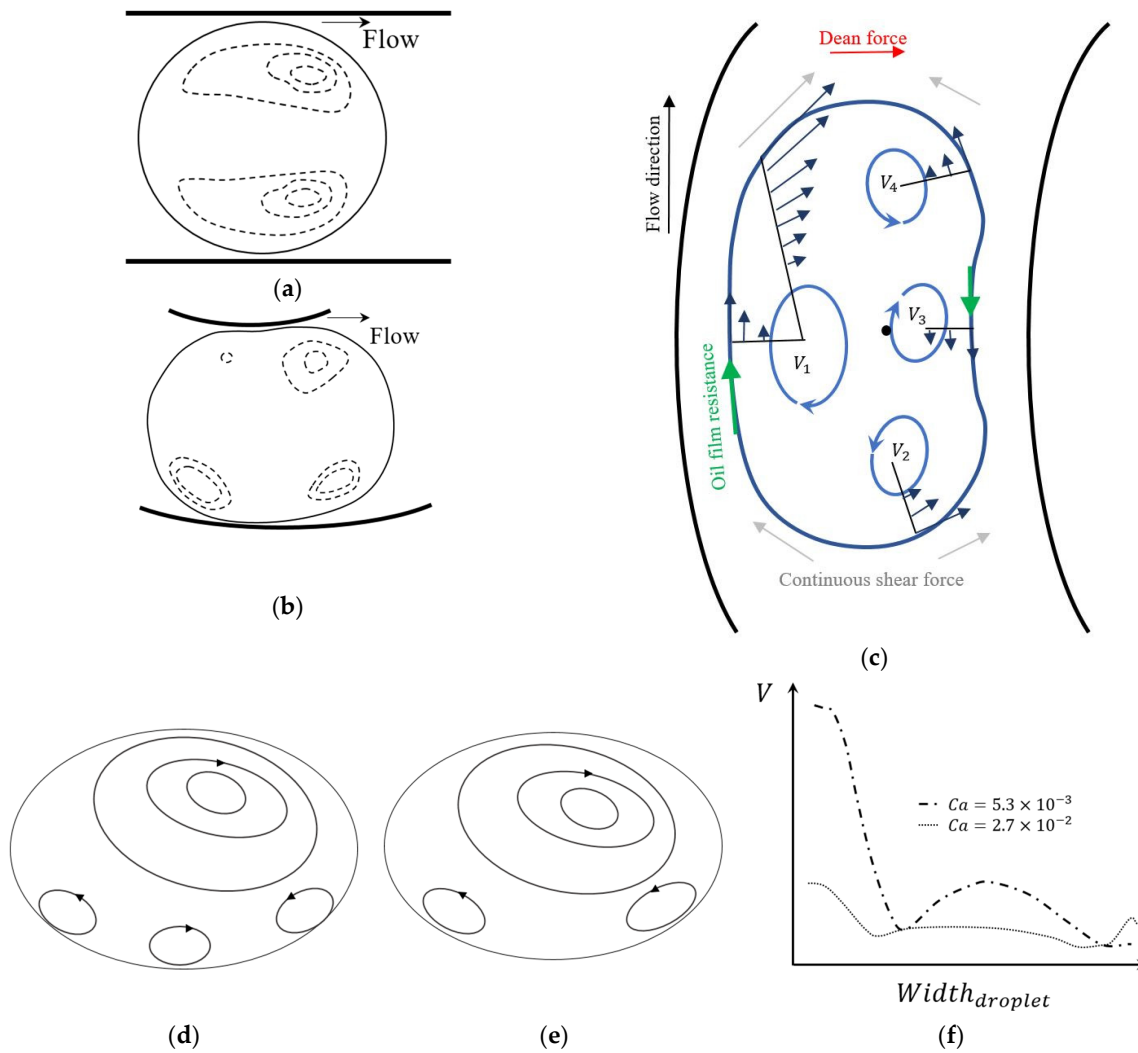 Flow
(a)
Flow
(b)
Dean force
Flow direction
V₄
V₃
V₁
V₂
Oil film resistance
Continuous shear force
(c)
(d)
(e)
V
Ca = 5.3 × 10⁻³
Ca = 2.7 × 10⁻²
Width_droplet
(f)